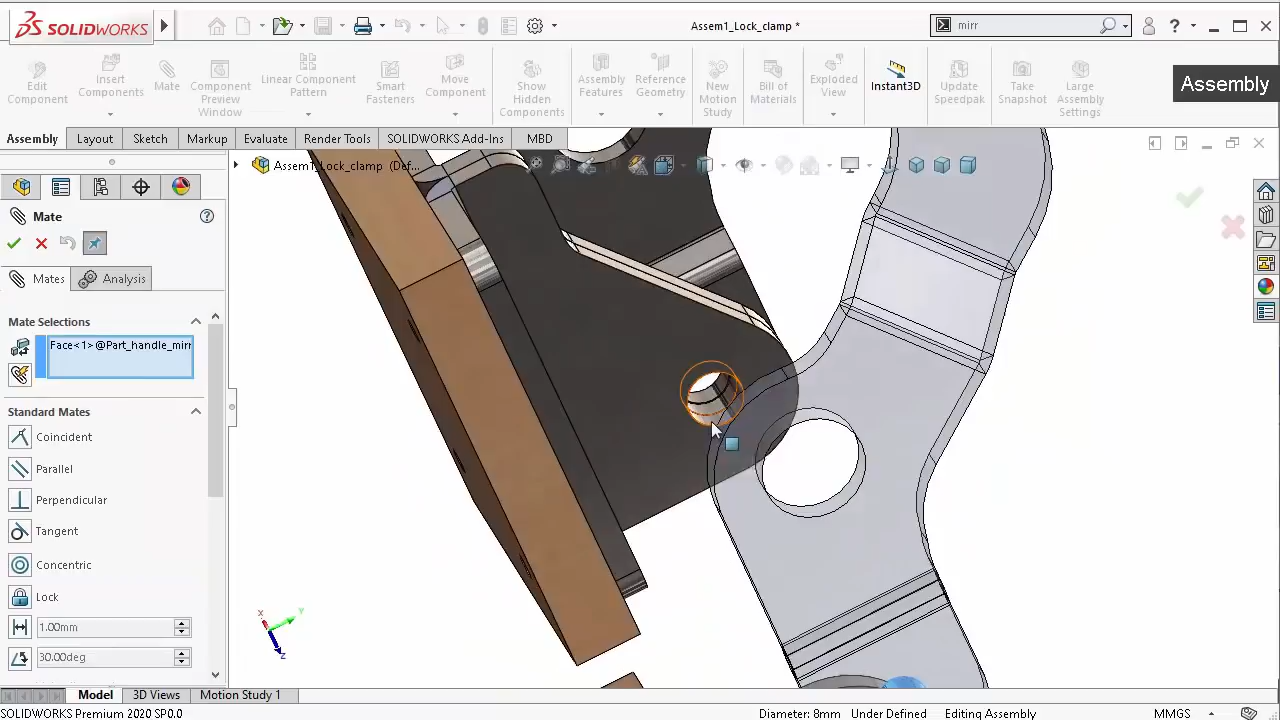 SOLIDWORKS
Assem1_Lock_clamp *
mirr
?
Edit Component
Insert Components
Mate
Component Preview Window
Linear Component Pattern
Smart Fasteners
Move Component
Show Hidden Components
Assembly Features
Reference Geometry
New Motion Study
Bill of Materials
Exploded View
Instant3D
Update Speedpak
Take Snapshot
Large Assembly Settings
Assembly
Assembly Layout Sketch Markup Evaluate Render Tools SOLIDWORKS Add-Ins MBD
Assem1_Lock_clamp (Def...
Mate
?
Mates
Analysis
Mate Selections
Face<1>@Part_handle_mirr
Standard Mates
Coincident
Parallel
Perpendicular
Tangent
Concentric
Lock
1.00mm
30.00deg
X
Y
Z
Model 3D Views Motion Study 1
SOLIDWORKS Premium 2020 SP0.0
Diameter: 8mm Under Defined Editing Assembly MMGS